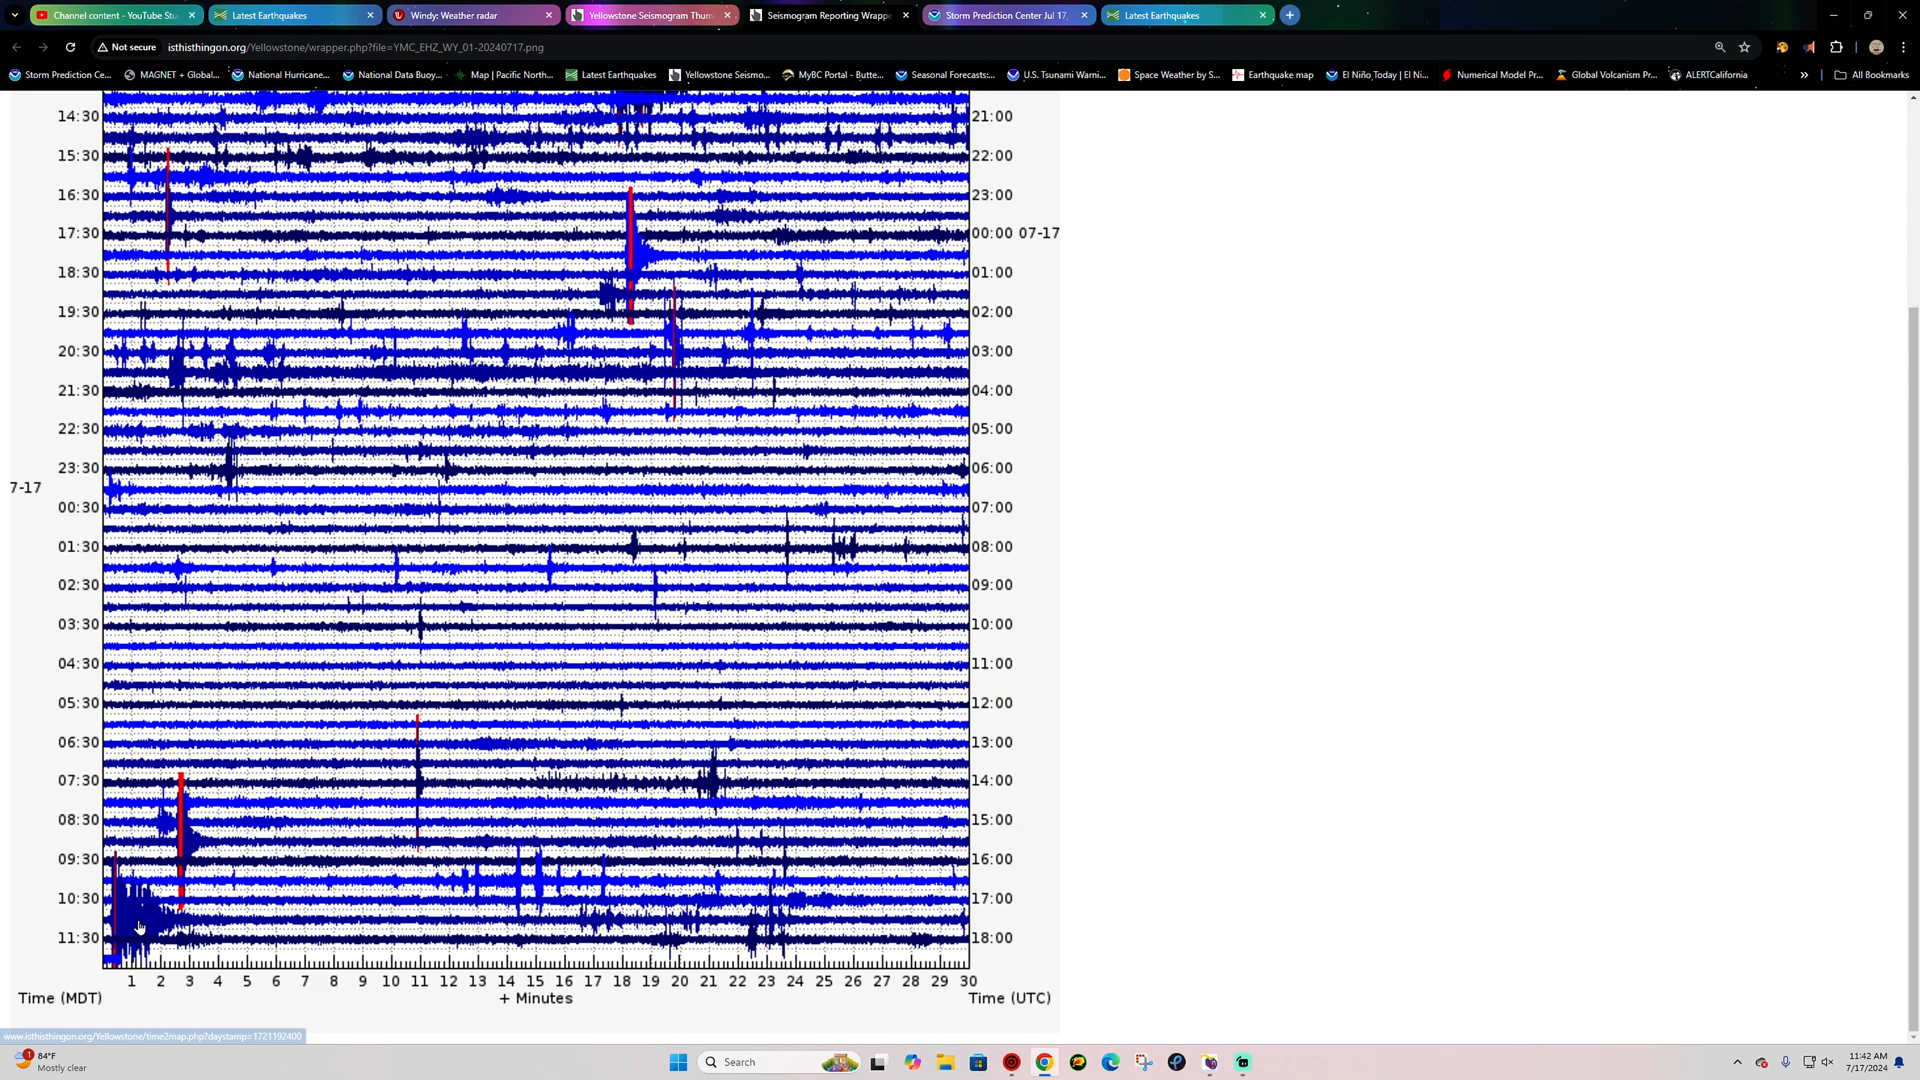 Channel content - YouTube Stu
Latest Earthquakes
Windy: Weather radar
Yellowstone Seismogram Thum
Seismogram Reporting Wrappe
Storm Prediction Center Jul 17,
Latest Earthquakes
Not secure
isthisthingon.org/Yellowstone/wrapper.php?file=YMC_EHZ_WY_01-20240717.png
Storm Prediction Ce...
MAGNET + Global...
National Hurricane...
National Data Buoy...
Map | Pacific North...
Latest Earthquakes
Yellowstone Seismo...
MyBC Portal - Butte...
Seasonal Forecasts:...
U.S. Tsunami Warni...
Space Weather by S...
Earthquake map
El Niño Today | El Ni...
Numerical Model Pr...
Global Volcanism Pr...
ALERTCalifornia
All Bookmarks
14:30 21:00
15:30 22:00
16:30 23:00
17:30 00:00 07-17
18:30 01:00
19:30 02:00
20:30 03:00
21:30 04:00
22:30 05:00
23:30 06:00
7-17
00:30 07:00
01:30 08:00
02:30 09:00
03:30 10:00
04:30 11:00
05:30 12:00
06:30 13:00
07:30 14:00
08:30 15:00
09:30 16:00
10:30 17:00
11:30 18:00
1 2 3 4 5 6 7 8 9 10 11 12 13 14 15 16 17 18 19 20 21 22 23 24 25 26 27 28 29 30
Time (MDT) + Minutes Time (UTC)
www.isthisthingon.org/Yellowstone/time2map.php?daystamp=1721192400
1
84°F
Mostly clear
Search
11:42 AM
7/17/2024